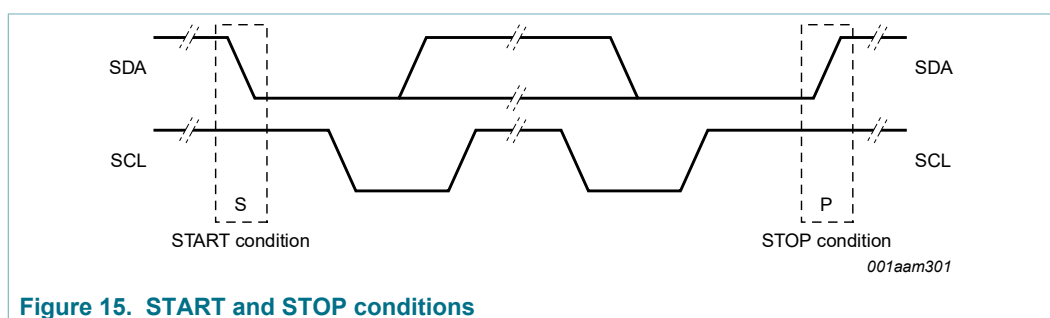 SDA
SDA
SCL
SCL
S
P
START condition
STOP condition
001aam301
Figure 15. START and STOP conditions